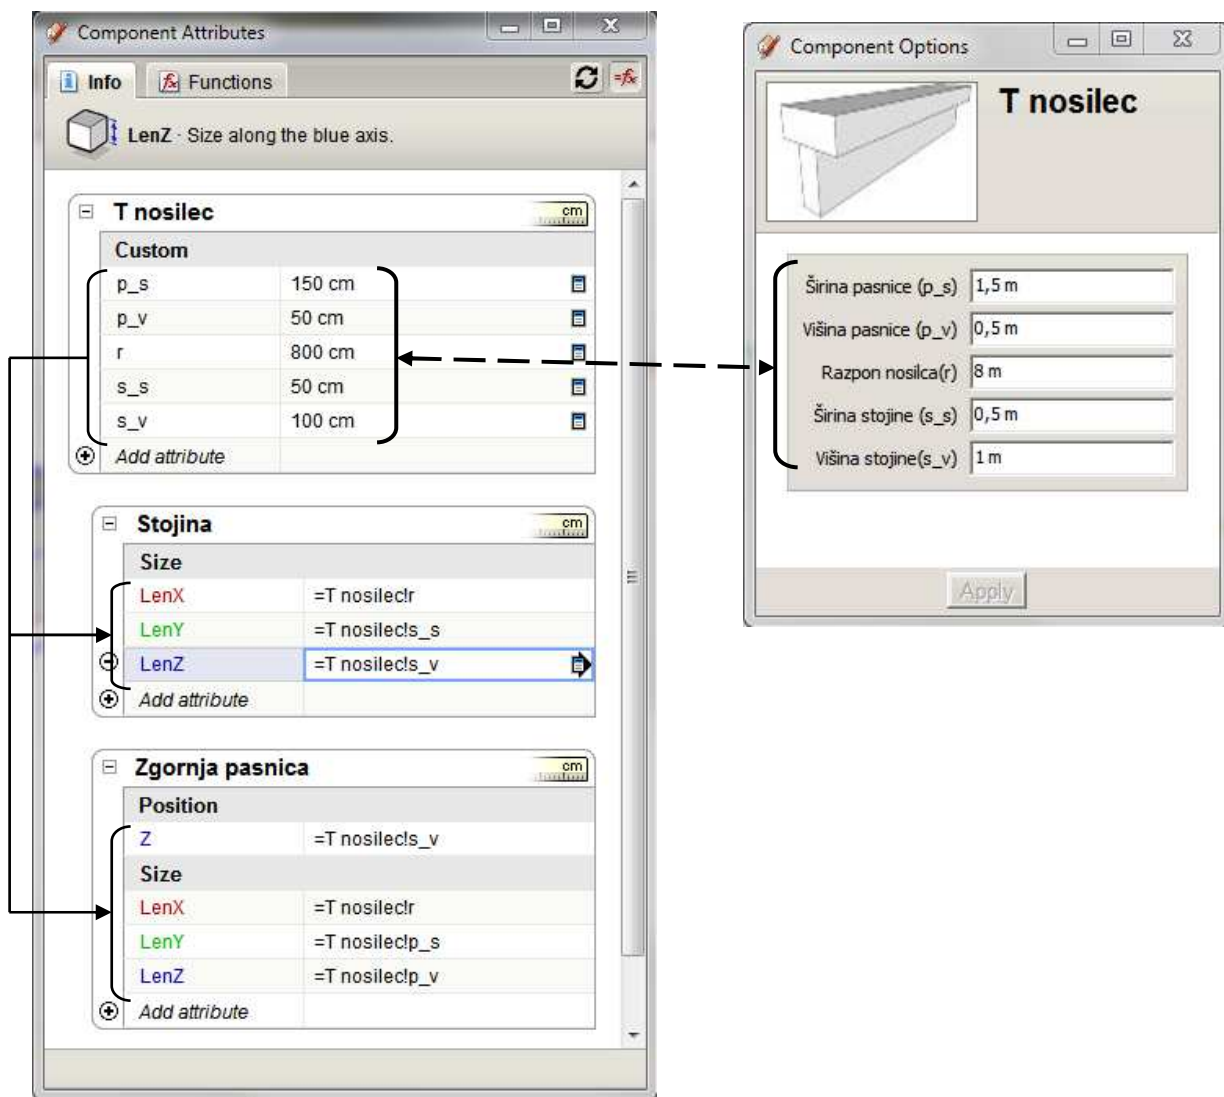 Component Attributes
Info
Functions
=fx
LenZ · Size along the blue axis.
T nosilec
cm
Custom
p_s 150 cm
p_v 50 cm
r 800 cm
s_s 50 cm
s_v 100 cm
Add attribute
Stojina
cm
Size
LenX =T nosilec!r
LenY =T nosilec!s_s
LenZ =T nosilec!s_v
Add attribute
Zgornja pasnica
cm
Position
Z =T nosilec!s_v
Size
LenX =T nosilec!r
LenY =T nosilec!p_s
LenZ =T nosilec!p_v
Add attribute
Component Options
T nosilec
Širina pasnice (p_s) 1,5 m
Višina pasnice (p_v) 0,5 m
Razpon nosilca(r) 8 m
Širina stojine (s_s) 0,5 m
Višina stojine(s_v) 1 m
Apply